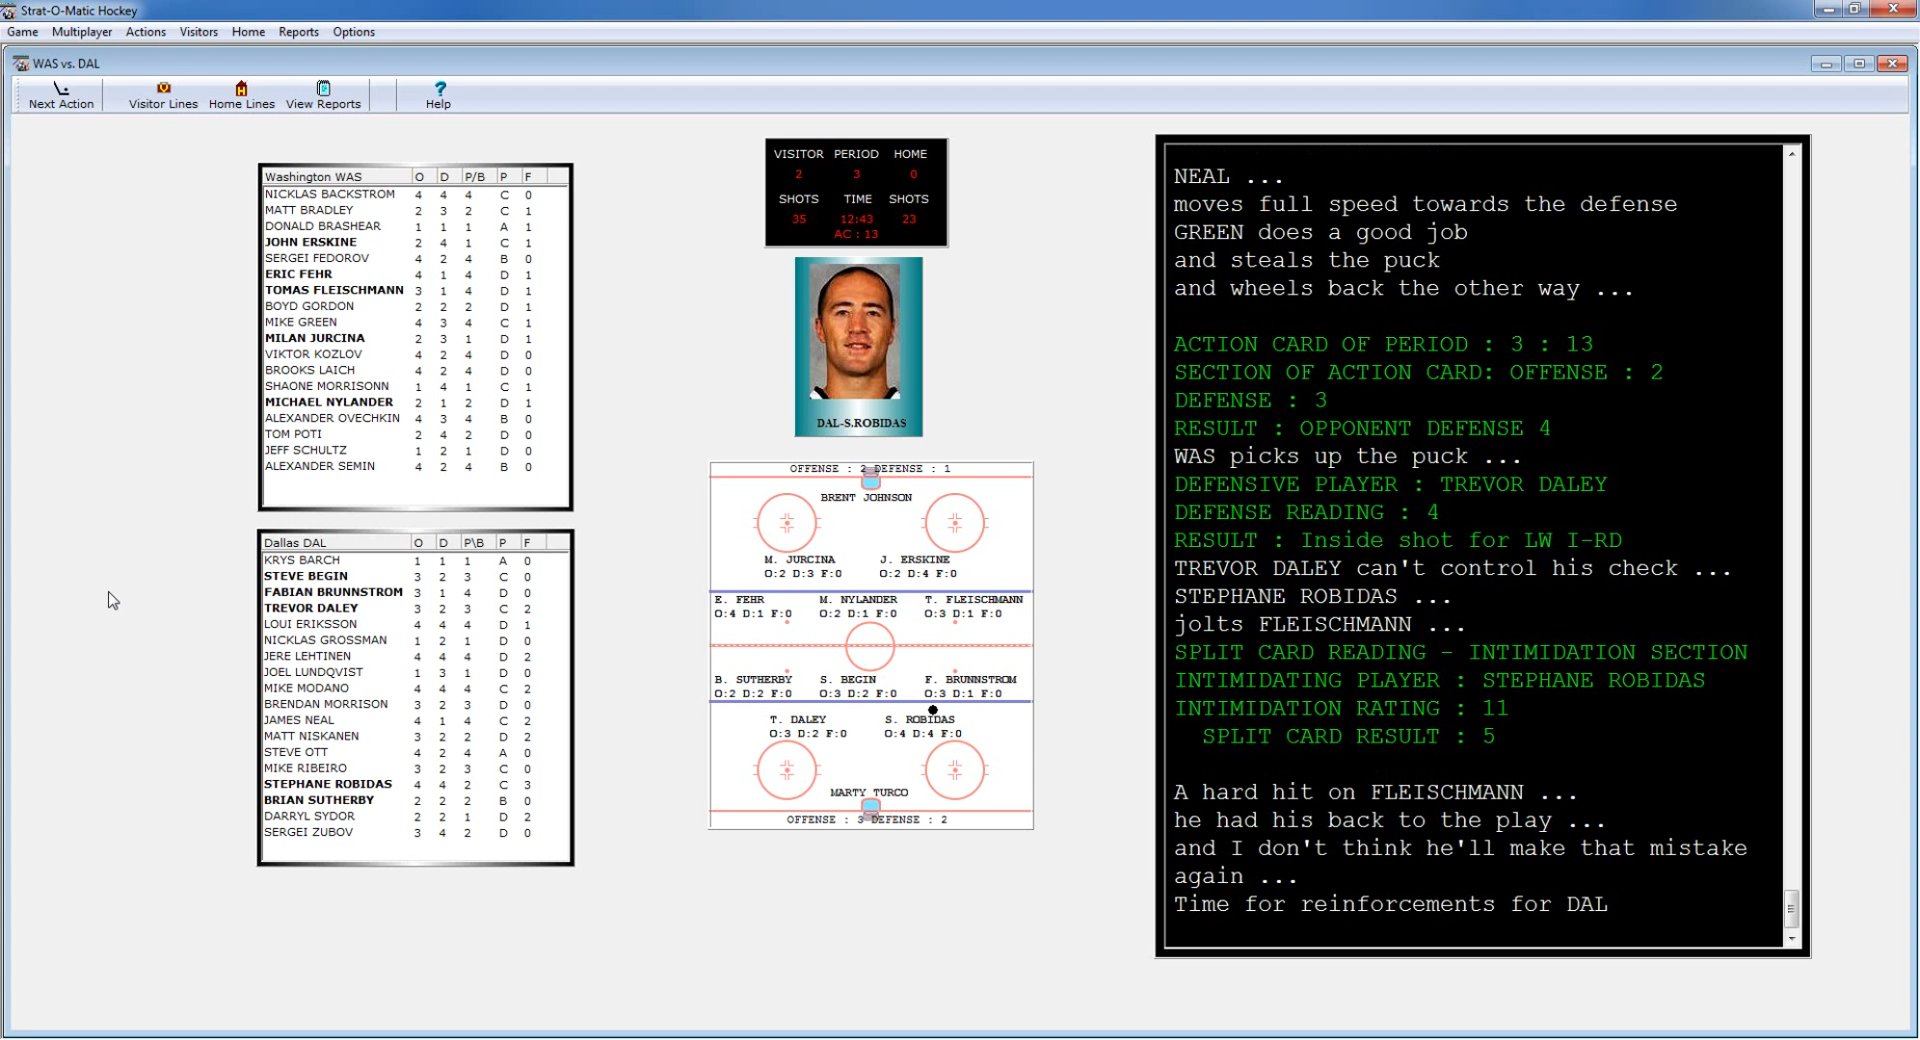 Strat-O-Matic Hockey
Game Multiplayer Actions Visitors Home Reports Options
WAS vs. DAL
Next Action Visitor Lines Home Lines View Reports Help
Washington WAS O D P/B P F
NICKLAS BACKSTROM 4 4 4 C 0
MATT BRADLEY 2 3 2 C 1
DONALD BRASHEAR 1 1 1 A 1
JOHN ERSKINE 2 4 1 C 1
SERGEI FEDOROV 4 2 4 B 0
ERIC FEHR 4 1 4 D 1
TOMAS FLEISCHMANN 3 1 4 D 1
BOYD GORDON 2 2 2 D 1
MIKE GREEN 4 3 4 C 1
MILAN JURCINA 2 3 1 D 1
VIKTOR KOZLOV 4 2 4 D 0
BROOKS LAICH 4 2 4 D 0
SHAONE MORRISONN 1 4 1 C 1
MICHAEL NYLANDER 2 1 2 D 1
ALEXANDER OVECHKIN 4 3 4 B 0
TOM POTI 2 4 2 D 0
JEFF SCHULTZ 1 2 1 D 0
ALEXANDER SEMIN 4 2 4 B 0
Dallas DAL O D P\B P F
KRYS BARCH 1 1 1 A 0
STEVE BEGIN 3 2 3 C 0
FABIAN BRUNNSTROM 3 1 4 D 0
TREVOR DALEY 3 2 3 C 2
LOUI ERIKSSON 4 4 4 D 1
NICKLAS GROSSMAN 1 2 1 D 0
JERE LEHTINEN 4 4 4 D 2
JOEL LUNDQVIST 1 3 1 D 0
MIKE MODANO 4 4 4 C 2
BRENDAN MORRISON 3 2 3 D 0
JAMES NEAL 4 1 4 C 2
MATT NISKANEN 3 2 2 D 2
STEVE OTT 4 2 4 A 0
MIKE RIBEIRO 3 2 3 C 0
STEPHANE ROBIDAS 4 4 2 C 3
BRIAN SUTHERBY 2 2 2 B 0
DARRYL SYDOR 2 2 1 D 2
SERGEI ZUBOV 3 4 2 D 0
VISITOR PERIOD HOME
2 3 0
SHOTS TIME SHOTS
35 12:43 23
AC : 13
DAL-S.ROBIDAS
OFFENSE : 2 DEFENSE : 1
BRENT JOHNSON
M. JURCINA J. ERSKINE
O:2 D:3 F:0 O:2 D:4 F:0
E. FEHR M. NYLANDER T. FLEISCHMANN
O:4 D:1 F:0 O:2 D:1 F:0 O:3 D:1 F:0
B. SUTHERBY S. BEGIN F. BRUNNSTROM
O:2 D:2 F:0 O:3 D:2 F:0 O:3 D:1 F:0
T. DALEY S. ROBIDAS
O:3 D:2 F:0 O:4 D:4 F:0
MARTY TURCO
OFFENSE : 3 DEFENSE : 2
NEAL ...
moves full speed towards the defense
GREEN does a good job
and steals the puck
and wheels back the other way ...
ACTION CARD OF PERIOD : 3 : 13
SECTION OF ACTION CARD: OFFENSE : 2
DEFENSE : 3
RESULT : OPPONENT DEFENSE 4
WAS picks up the puck ...
DEFENSIVE PLAYER : TREVOR DALEY
DEFENSE READING : 4
RESULT : Inside shot for LW I-RD
TREVOR DALEY can't control his check ...
STEPHANE ROBIDAS ...
jolts FLEISCHMANN ...
SPLIT CARD READING - INTIMIDATION SECTION
INTIMIDATING PLAYER : STEPHANE ROBIDAS
INTIMIDATION RATING : 11
SPLIT CARD RESULT : 5
A hard hit on FLEISCHMANN ...
he had his back to the play ...
and I don't think he'll make that mistake
again ...
Time for reinforcements for DAL